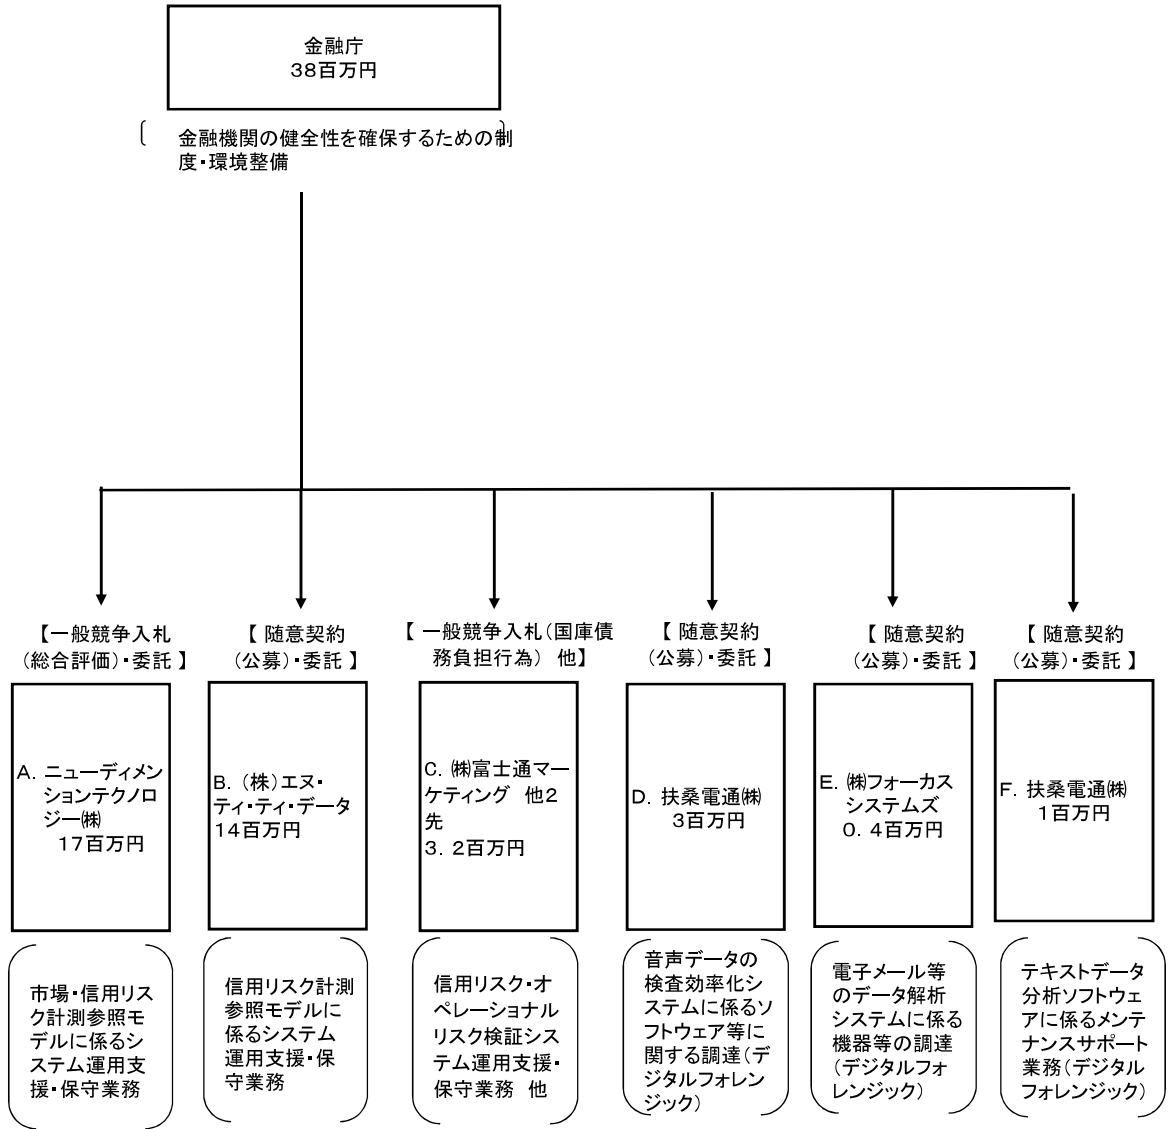 金融庁
38百万円
金融機関の健全性を確保するための制
度・環境整備
【一般競争入札
(総合評価)・委託 】
【 随意契約
(公募)・委託 】
【 一般競争入札(国庫債
務負担行為) 他】
【 随意契約
(公募)・委託 】
【 随意契約
(公募)・委託 】
【 随意契約
(公募)・委託 】
A. ニューディメン
ションテクノロ
ジー㈱
17百万円
B. (株)エヌ・
ティ・ティ・データ
14百万円
C. ㈱富士通マー
ケティング 他2
先
3.2百万円
D. 扶桑電通㈱
3百万円
E. ㈱フォーカス
システムズ
0.4百万円
F. 扶桑電通㈱
1百万円
市場・信用リス
ク計測参照モ
デルに係るシ
ステム運用支
援・保守業務
信用リスク計測
参照モデルに
係るシステム
運用支援・保
守業務
信用リスク・オ
ペレーショナル
リスク検証シス
テム運用支援・
保守業務 他
音声データの
検査効率化シ
ステムに係るソ
フトウェア等に
関する調達(デ
ジタルフォレン
ジック)
電子メール等
のデータ解析
システムに係る
機器等の調達
(デジタルフォ
レンジック)
テキストデータ
分析ソフトウェ
アに係るメンテ
ナンスサポート
業務(デジタル
フォレンジック)